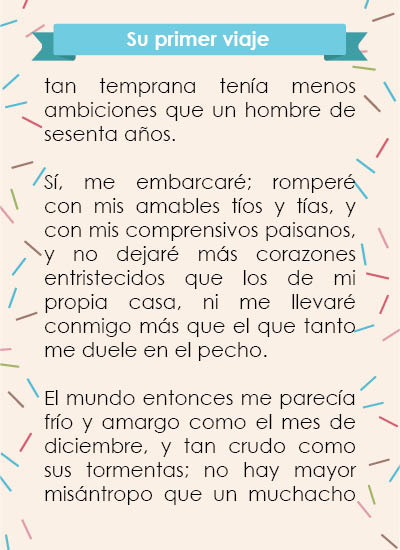 Su primer viaje
tan temprana tenía menos
ambiciones que un hombre de
sesenta años.
Sí, me embarcaré; romperé
con mis amables tíos y tías, y
con mis comprensivos paisanos,
y no dejaré más corazones
entristecidos que los de mi
propia casa, ni me llevaré
conmigo más que el que tanto
me duele en el pecho.
El mundo entonces me parecía
frío y amargo como el mes de
diciembre, y tan crudo como
sus tormentas; no hay mayor
misántropo que un muchacho